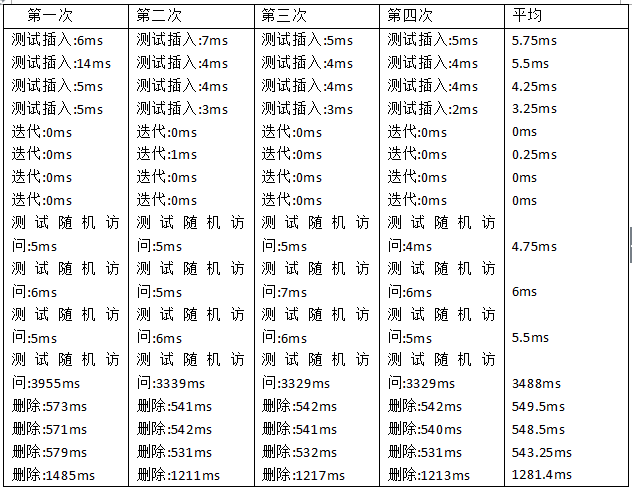 第一次 第二次 第三次 第四次 平均
测试插入:6ms 测试插入:7ms 测试插入:5ms 测试插入:5ms 5.75ms
测试插入:14ms 测试插入:4ms 测试插入:4ms 测试插入:4ms 5.5ms
测试插入:5ms 测试插入:4ms 测试插入:4ms 测试插入:4ms 4.25ms
测试插入:5ms 测试插入:3ms 测试插入:3ms 测试插入:2ms 3.25ms
迭代:0ms 迭代:0ms 迭代:0ms 迭代:0ms 0ms
迭代:0ms 迭代:1ms 迭代:0ms 迭代:0ms 0.25ms
迭代:0ms 迭代:0ms 迭代:0ms 迭代:0ms 0ms
迭代:0ms 迭代:0ms 迭代:0ms 迭代:0ms 0ms
测试随机访 测试随机访 测试随机访 测试随机访
问:5ms 问:5ms 问:5ms 问:4ms 4.75ms
测试随机访 测试随机访 测试随机访 测试随机访
问:6ms 问:5ms 问:7ms 问:6ms 6ms
测试随机访 测试随机访 测试随机访 测试随机访
问:5ms 问:6ms 问:6ms 问:5ms 5.5ms
测试随机访 测试随机访 测试随机访 测试随机访
问:3955ms 问:3339ms 问:3329ms 问:3329ms 3488ms
删除:573ms 删除:541ms 删除:542ms 删除:542ms 549.5ms
删除:571ms 删除:542ms 删除:541ms 删除:540ms 548.5ms
删除:579ms 删除:531ms 删除:532ms 删除:531ms 543.25ms
删除:1485ms 删除:1211ms 删除:1217ms 删除:1213ms 1281.4ms